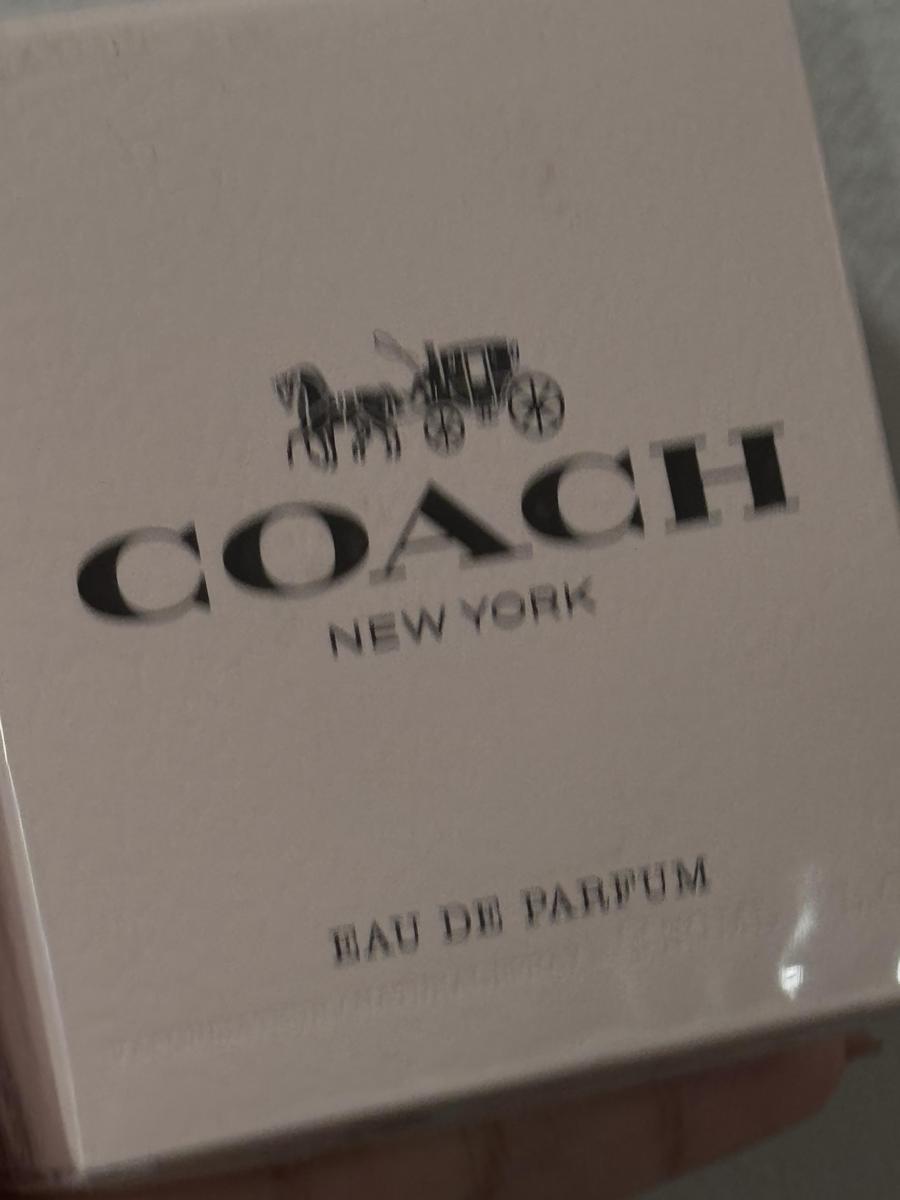 COACH
NEW YORK
EAU DE PARFUM